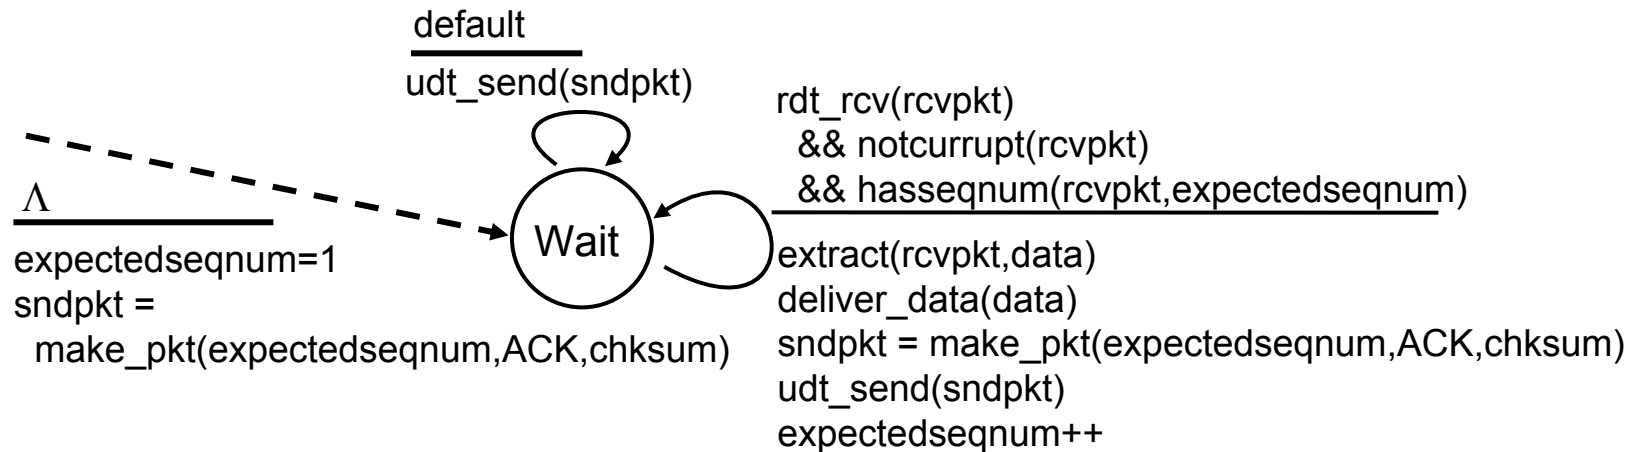 default
udt_send(sndpkt)
rdt_rcv(rcvpkt)
&& notcurrupt(rcvpkt)
&& hasseqnum(rcvpkt,expectedseqnum)
Λ
expectedseqnum=1
sndpkt =
make_pkt(expectedseqnum,ACK,chksum)
Wait
extract(rcvpkt,data)
deliver_data(data)
sndpkt = make_pkt(expectedseqnum,ACK,chksum)
udt_send(sndpkt)
expectedseqnum++